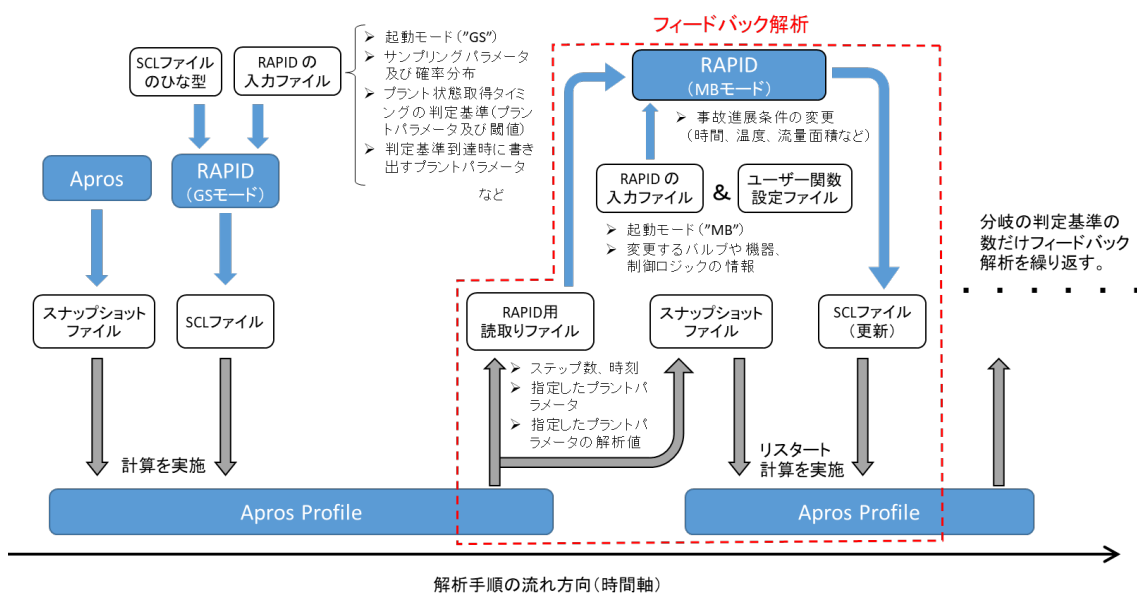 フィードバック解析
SCLファイル
のひな型
RAPID の
入力ファイル
➢ 起動モード("GS")
➢ サンプリングパラメータ
及び確率分布
➢ プラント状態取得タイミ
ングの判定基準(プラン
トパラメータ及び閾値)
➢ 判定基準到達時に書き
出すプラントパラメータ
など
RAPID
(MBモード)
➢ 事故進展条件の変更
(時間、温度、流量面積など)
Apros
RAPID
(GSモード)
RAPID の
入力ファイル
&
ユーザー関数
設定ファイル
➢ 起動モード("MB")
➢ 変更するバルブや機器、
制御ロジックの情報
分岐の判定基準の
数だけフィードバック
解析を繰り返す。
スナップショット
ファイル
SCLファイル
RAPID用
読取りファイル
スナップショット
ファイル
SCLファイル
(更新)
➢ ステップ数、時刻
➢ 指定したプラントパ
ラメータ
➢ 指定したプラントパ
ラメータの解析値
計算を実施
リスタート
計算を実施
Apros Profile
Apros Profile
解析手順の流れ方向(時間軸)